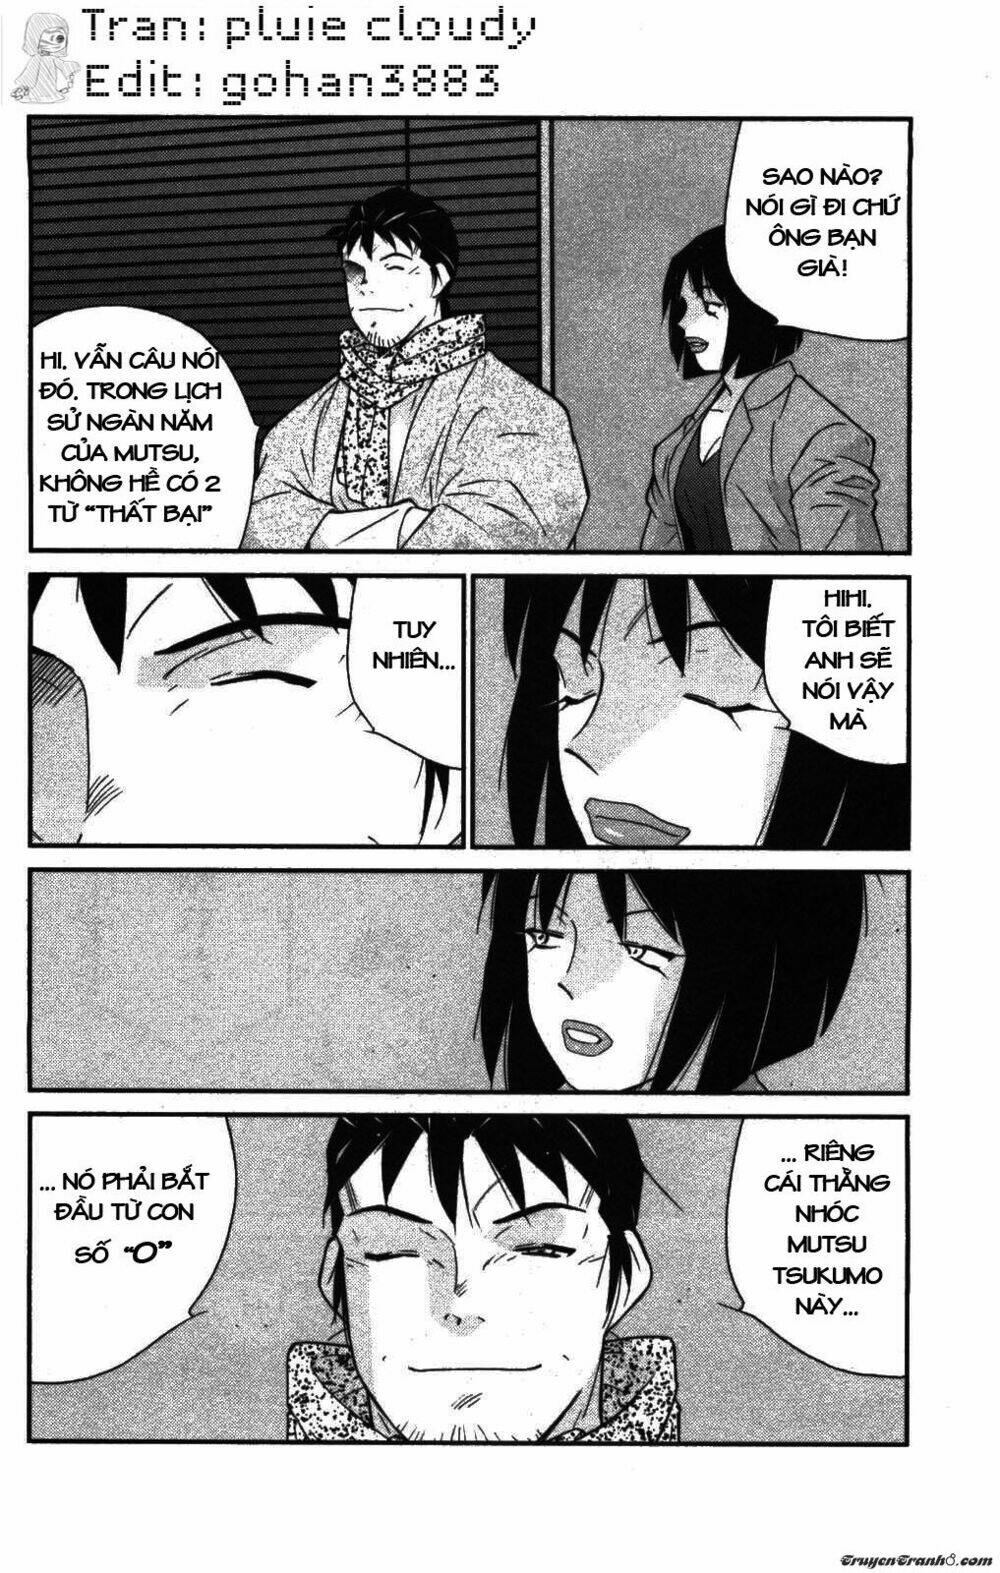 Tran: pluie cloudy
Edit: gohan3883
SAO NÀO?
NÓI GÌ ĐI CHỨ
ÔNG BẠN
GIÀ!
HI. VẪN CÂU NÓI
ĐÓ. TRONG LỊCH
SỬ NGÀN NĂM
CỦA MUTSU,
KHÔNG HỀ CÓ 2
TỪ “THẤT BẠI”
HIHI.
TÔI BIẾT
ANH SẼ
NÓI VẬY
MÀ
TUY
NHIÊN...
... RIÊNG
CÁI THẰNG
NHÓC
MUTSU
TSUKUMO
NÀY...
... NÓ PHẢI BẮT
ĐẦU TỪ CON
SỐ “0”
TruyenTranh8.com